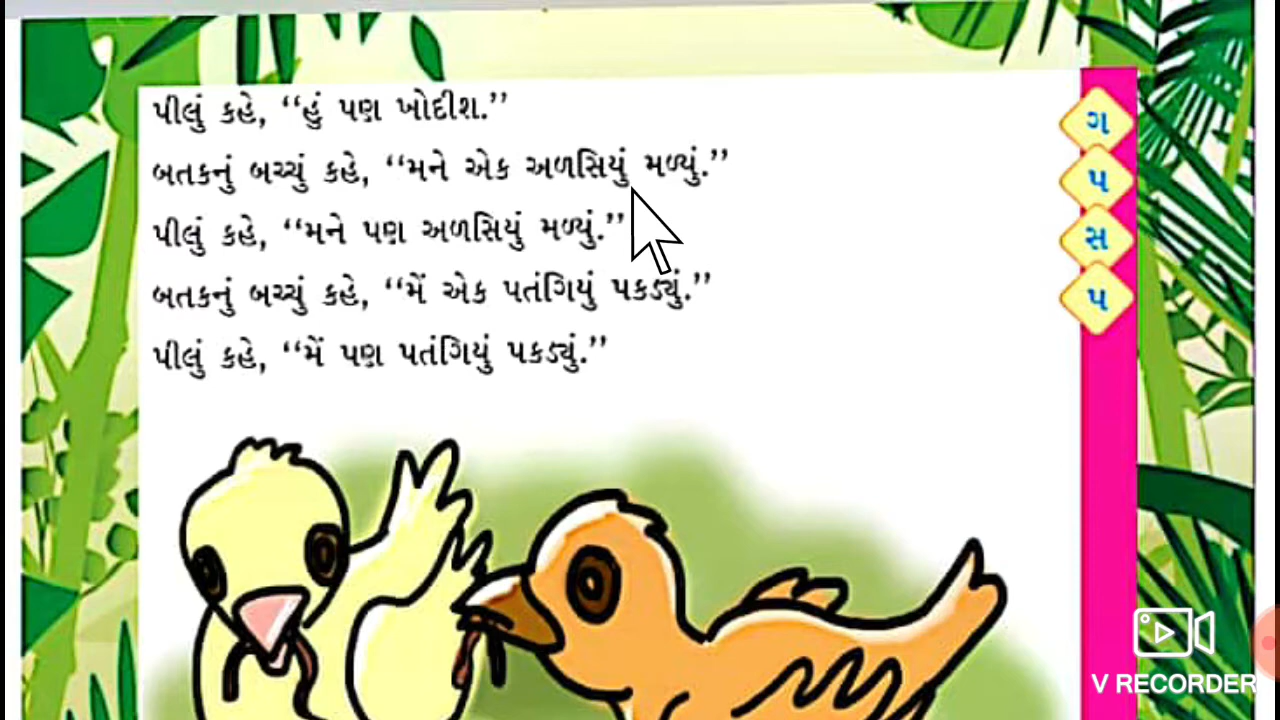 પીલું કહે, ‘‘હું પણ ખોદીશ.’’
બતકનું બચ્ચું કહે, ‘‘મને એક અળસિયું મળ્યું.’’
પીલું કહે, ‘‘મને પણ અળસિયું મળ્યું.’’
બતકનું બચ્ચું કહે, ‘‘મેં એક પતંગિયું પકડ્યું.’’
પીલું કહે, ‘‘મેં પણ પતંગિયું પકડ્યું.’’
ગ
પ
સ
પ
V RECORDER